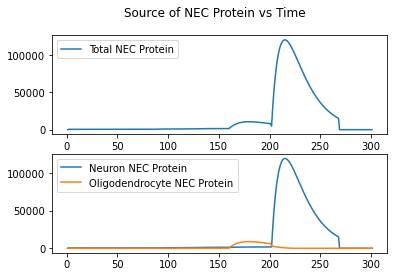 Source of NEC Protein vs Time
Total NEC Protein
100000
50000
0
0 50 100 150 200 250 300
Neuron NEC Protein
Oligodendrocyte NEC Protein
100000
50000
0
0 50 100 150 200 250 300